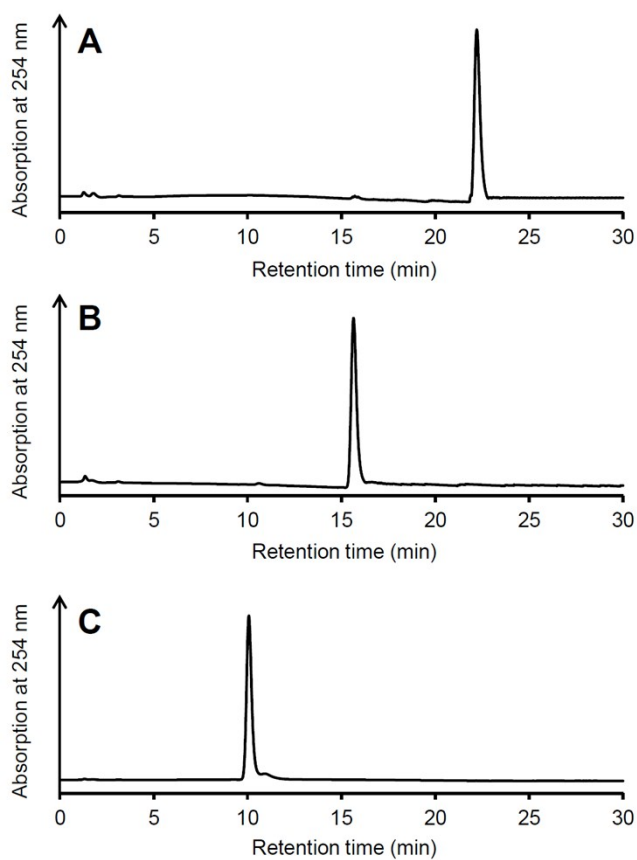 A
Absorption at 254 nm
0 5 10 15 20 25 30
Retention time (min)
B
Absorption at 254 nm
0 5 10 15 20 25 30
Retention time (min)
C
Absorption at 254 nm
0 5 10 15 20 25 30
Retention time (min)